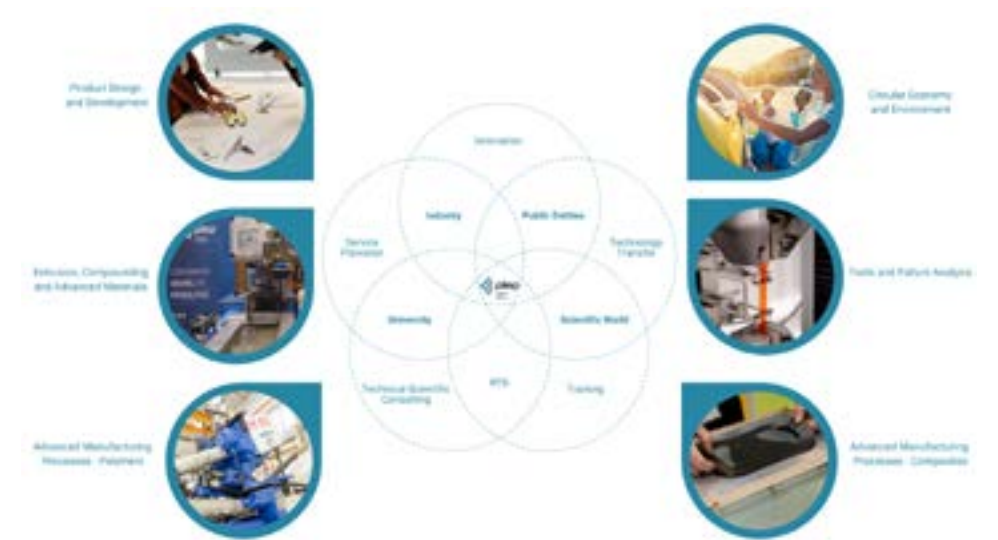 Product Design
and Development
Extrusion, Compounding
and Advanced Materials
Advanced Manufacturing
Processes - Polymers
Innovation
Industry
Public Entities
Service
Provision
Technology
Transfer
piep
University
Scientific World
Technical-Scientific
Consulting
RTD
Training
Circular Economy
and Environment
Tests and Failure Analysis
Advanced Manufacturing
Processes - Composites